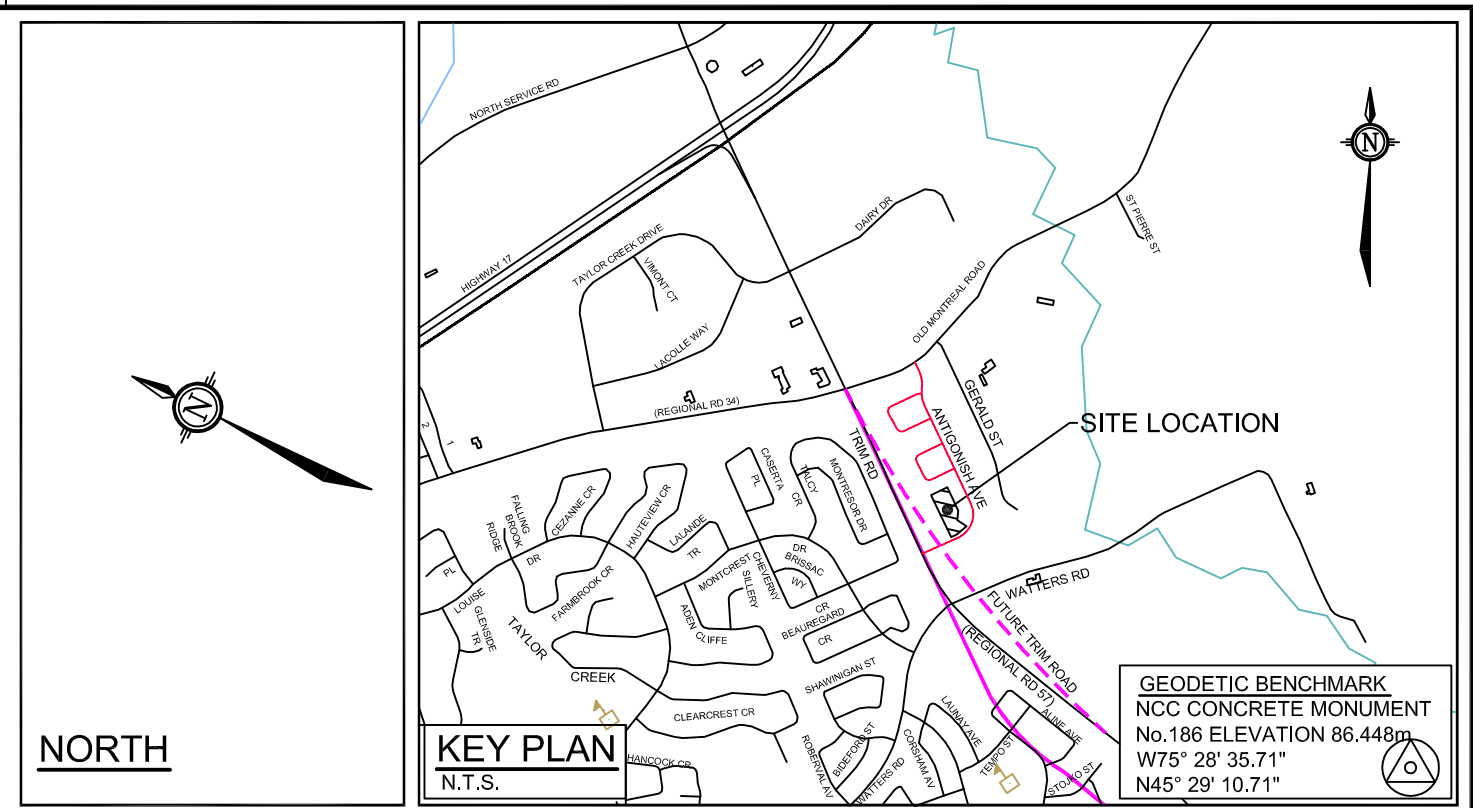 N
NORTH
NORTH SERVICE RD
HIGHWAY 17
TAYLOR CREEK DRIVE
VIMONT CT
LACOLLE WAY
DAIRY DR
ST PIERRE ST
N
OLD MONTREAL ROAD
(REGIONAL RD 34)
2
1
TRIM RD
ANTIGONISH AVE
GERALD ST
SITE LOCATION
CASERTA
PL
TALCY
CR
MONTRESOR DR
FALLING
BROOK
RIDGE
CEZANNE CR
HAUTEVIEW CR
LALANDE
TR
DR
PL
LOUISE
GLENSIDE
TR
FARMBROOK CR
MONTCREST
CHEVERNY
SILLERY
DR
BRISSAC
WY
CR
BEAUREGARD
CR
ADEN
CLIFFE
TAYLOR
CREEK
WATTERS RD
FUTURE TRIM ROAD
(REGIONAL RD 57)
SHAWINIGAN ST
CLEARCREST CR
ROBERVAL AV
BIDEFORD ST
WATTERS RD
CORSHAM AV
LAUNAY AVE
TEMPO ST
ALINE AVE
STOJKO ST
HANCOCK CR
KEY PLAN
N.T.S.
GEODETIC BENCHMARK
NCC CONCRETE MONUMENT
No.186 ELEVATION 86.448m
W75° 28' 35.71"
N45° 29' 10.71"